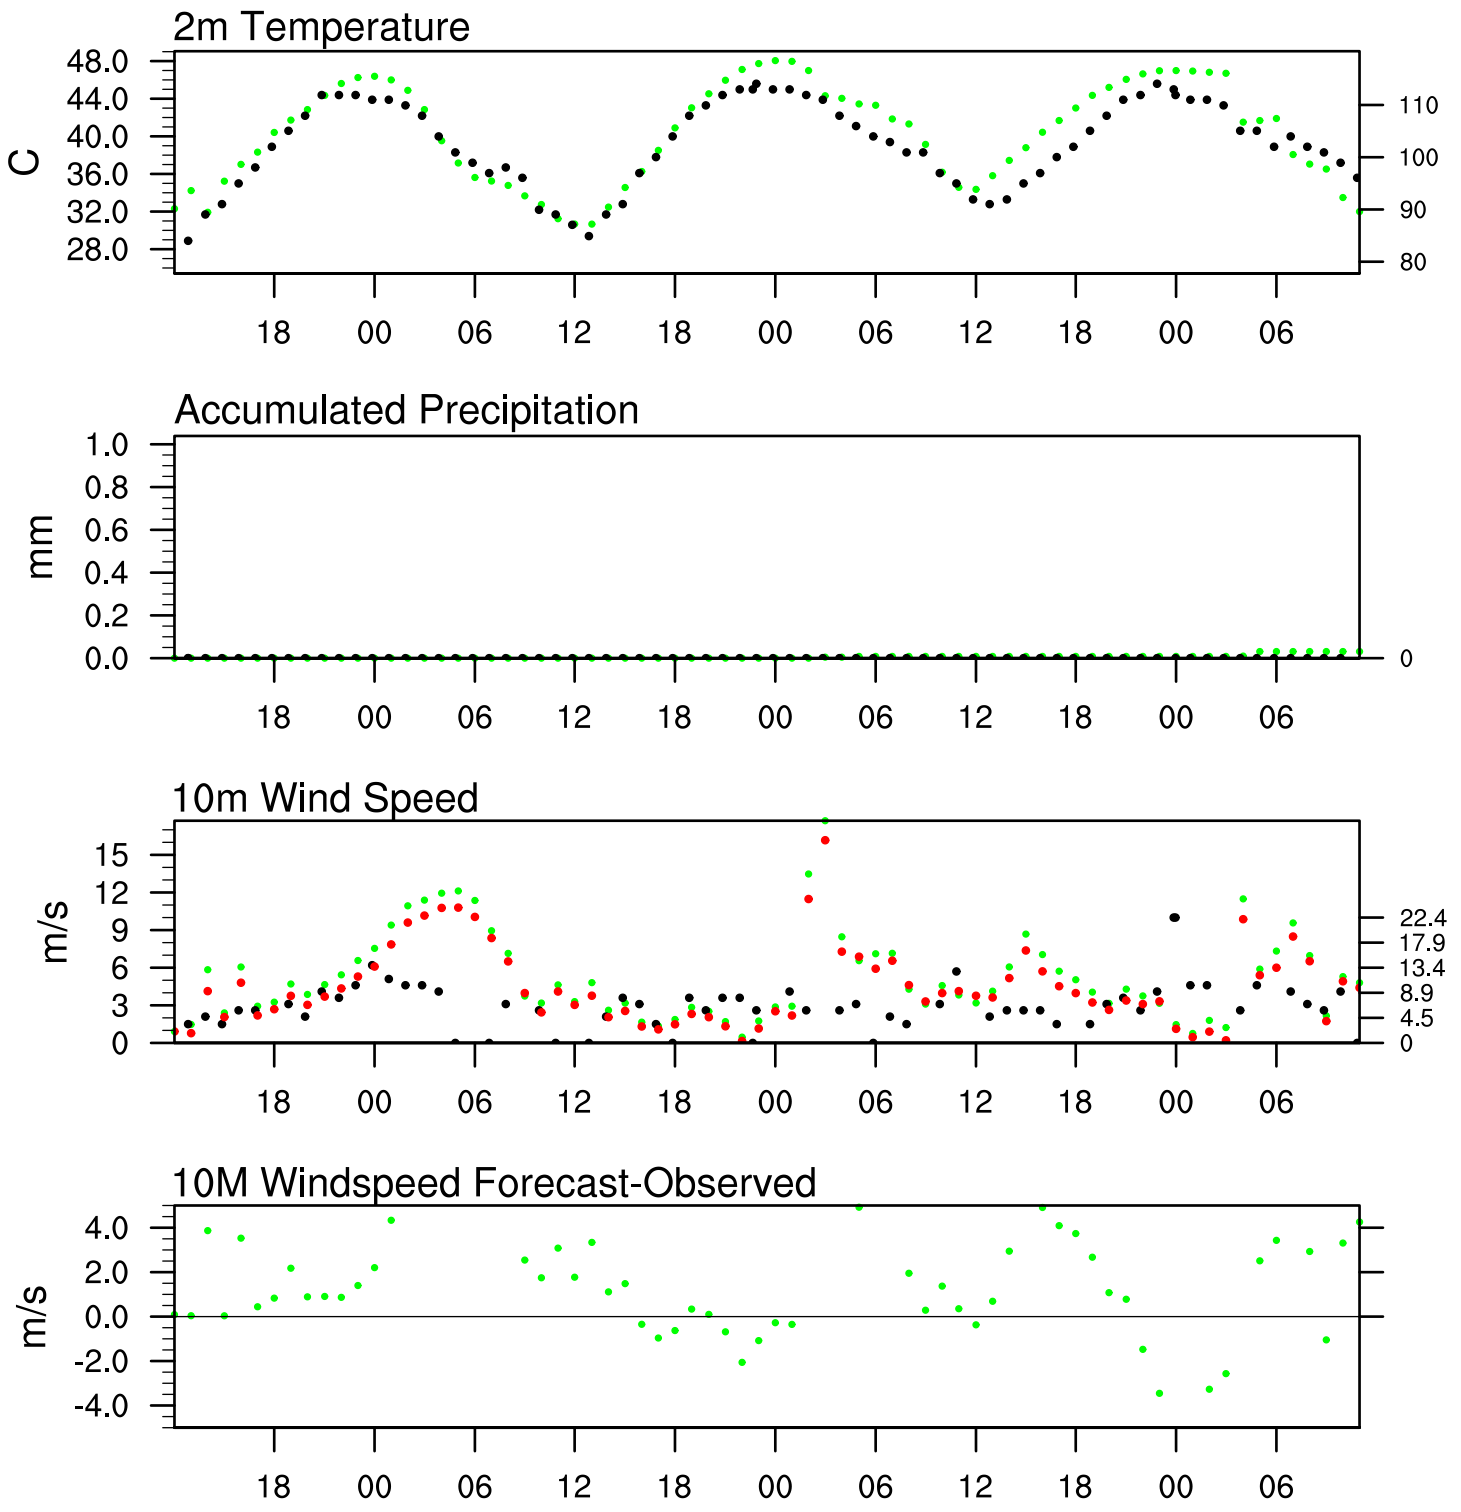 2m Temperature
48.0
44.0
40.0
36.0
32.0
28.0
C
110
100
90
80
18 00 06 12 18 00 06 12 18 00 06
Accumulated Precipitation
1.0
0.8
0.6
0.4
0.2
0.0
mm
0
18 00 06 12 18 00 06 12 18 00 06
10m Wind Speed
15
12
9
6
3
0
m/s
22.4
17.9
13.4
8.9
4.5
0
18 00 06 12 18 00 06 12 18 00 06
10M Windspeed Forecast-Observed
4.0
2.0
0.0
-2.0
-4.0
m/s
18 00 06 12 18 00 06 12 18 00 06